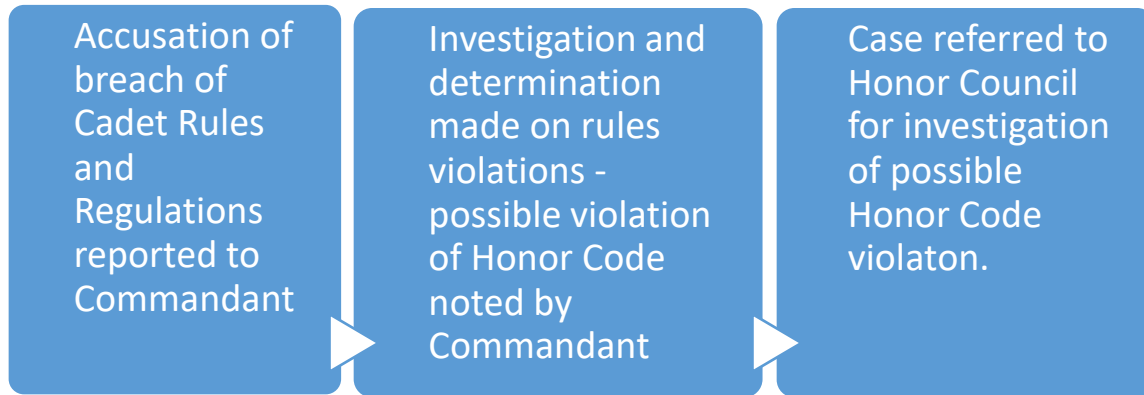 Accusation of
breach of
Cadet Rules
and
Regulations
reported to
Commandant
Investigation and
determination
made on rules
violations -
possible violation
of Honor Code
noted by
Commandant
Case referred to
Honor Council
for investigation
of possible
Honor Code
violaton.